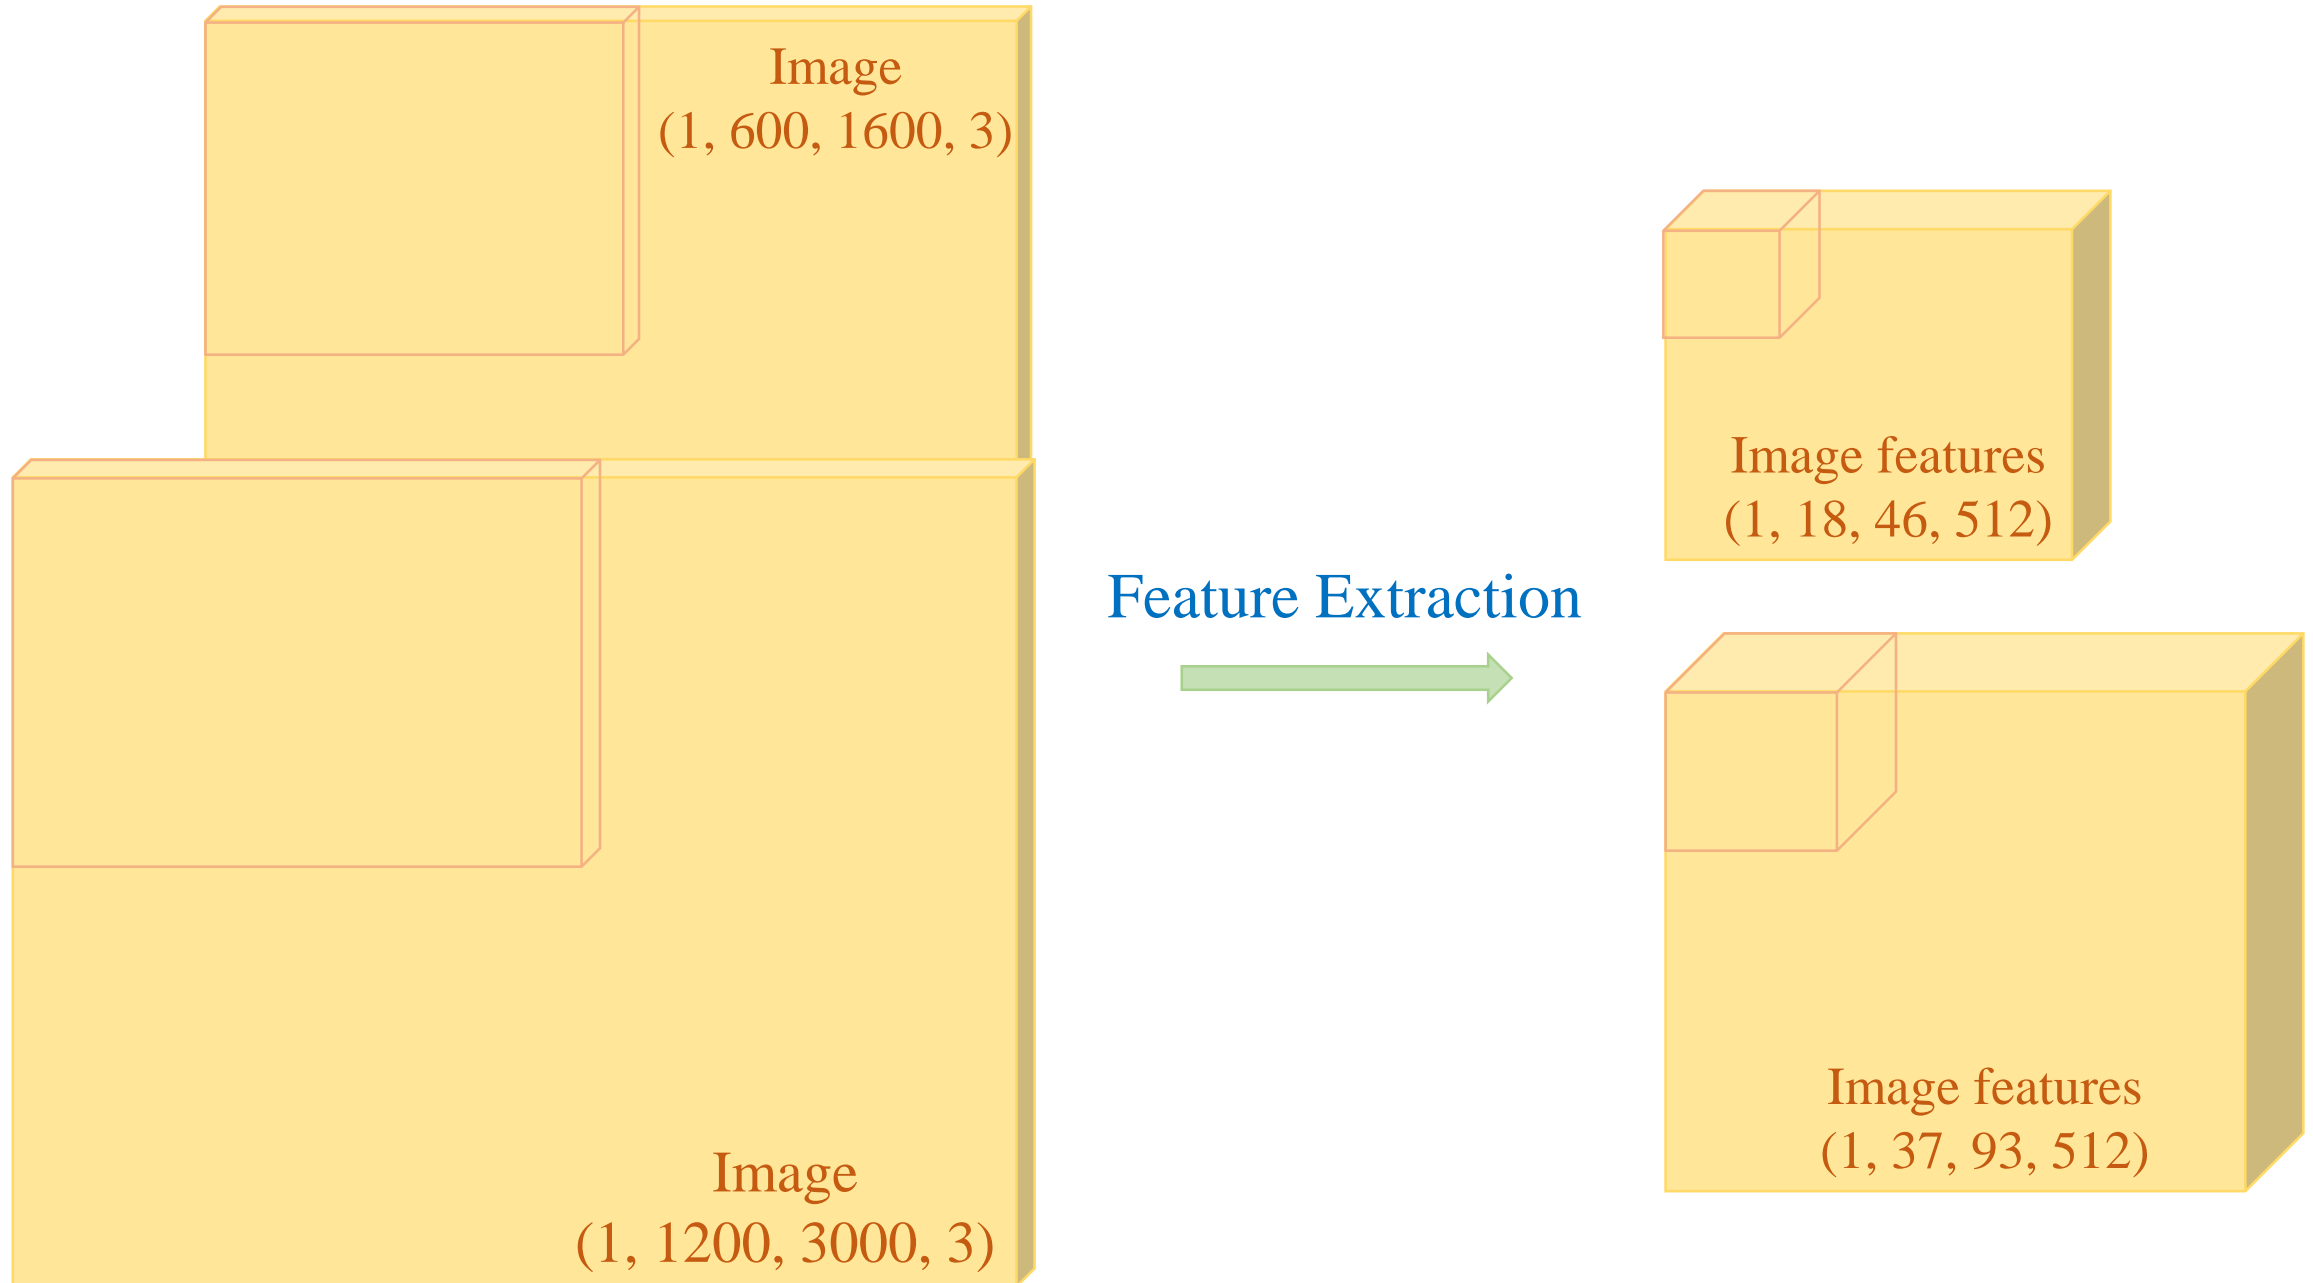 Image
(1, 600, 1600, 3)
Image features
(1, 18, 46, 512)
Feature Extraction
Image features
(1, 37, 93, 512)
Image
(1, 1200, 3000, 3)